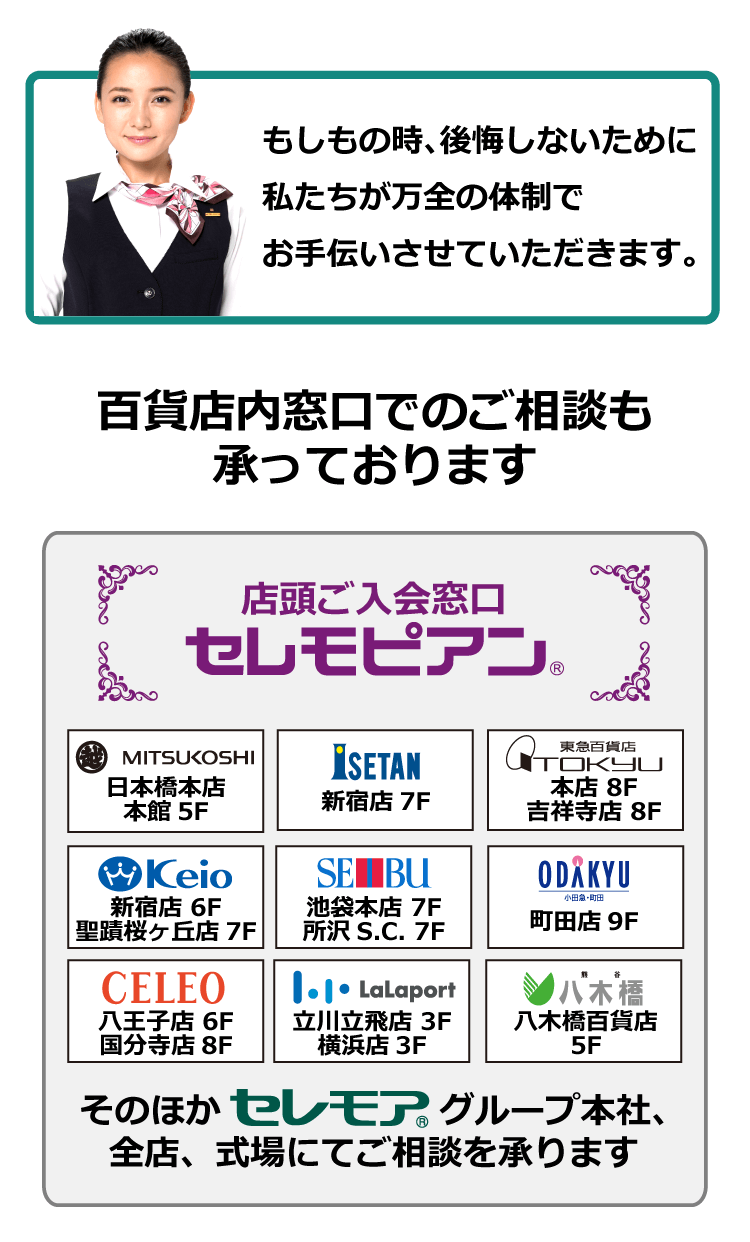 もしもの時、後悔しないために
私たちが万全の体制で
お手伝いさせていただきます。
百貨店内窓口でのご相談も
承っております
店頭ご入会窓口
セレモピアン®
越 MITSUKOSHI
日本橋本店
本館 5F
ISETAN
新宿店 7F
東急百貨店
TOKYU
本店 8F
吉祥寺店 8F
Keio
新宿店 6F
聖蹟桜ヶ丘店 7F
SEIBU
池袋本店 7F
所沢 S.C. 7F
ODAKYU
小田急・町田
町田店 9F
CELEO
八王子店 6F
国分寺店 8F
LaLaport
立川立飛店 3F
横浜店 3F
熊谷
八木橋
八木橋百貨店
5F
そのほか セレモア® グループ本社、
全店、式場にてご相談を承ります